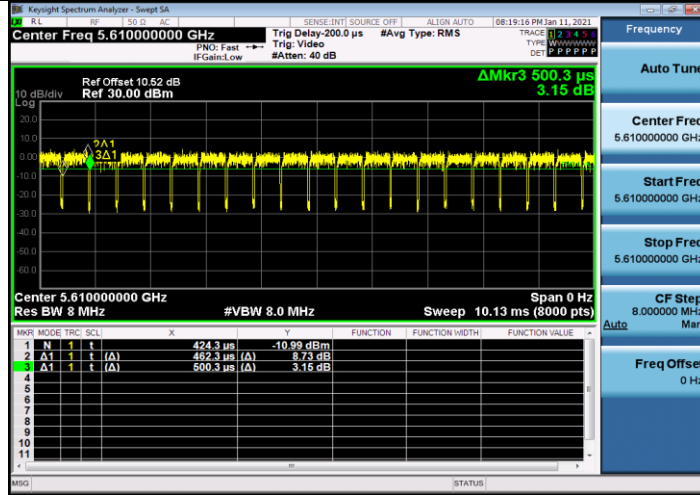 Keysight Spectrum Analyzer - Swept SA
RL RF 50 Ω AC SENSE:INT SOURCE OFF ALIGN AUTO 08:19:16 PM Jan 11, 2021
Center Freq 5.610000000 GHz
PNO: Fast
IFGain:Low
Trig Delay-200.0 µs
Trig: Video
#Atten: 40 dB
#Avg Type: RMS
TRACE 1 2 3 4 5 6
TYPE WWWWWW
DET P P P P P P
Frequency
Auto Tune
Center Freq
5.610000000 GHz
Start Freq
5.610000000 GHz
Stop Freq
5.610000000 GHz
CF Step
8.000000 MHz
Auto Man
Freq Offset
0 Hz
ΔMkr3 500.3 µs
3.15 dB
Ref Offset 10.52 dB
10 dB/div Ref 30.00 dBm
Log
20.0
10.0
0.00
-10.0
-20.0
-30.0
-40.0
-50.0
-60.0
2Δ1
3Δ1
Center 5.610000000 GHz Span 0 Hz
Res BW 8 MHz #VBW 8.0 MHz Sweep 10.13 ms (8000 pts)
MKR MODE TRC SCL X Y FUNCTION FUNCTION WIDTH FUNCTION VALUE
1 N 1 t 424.3 µs -10.99 dBm
2 Δ1 1 t (Δ) 462.3 µs (Δ) 8.73 dB
3 Δ1 1 t (Δ) 500.3 µs (Δ) 3.15 dB
4
5
6
7
8
9
10
11
MSG STATUS